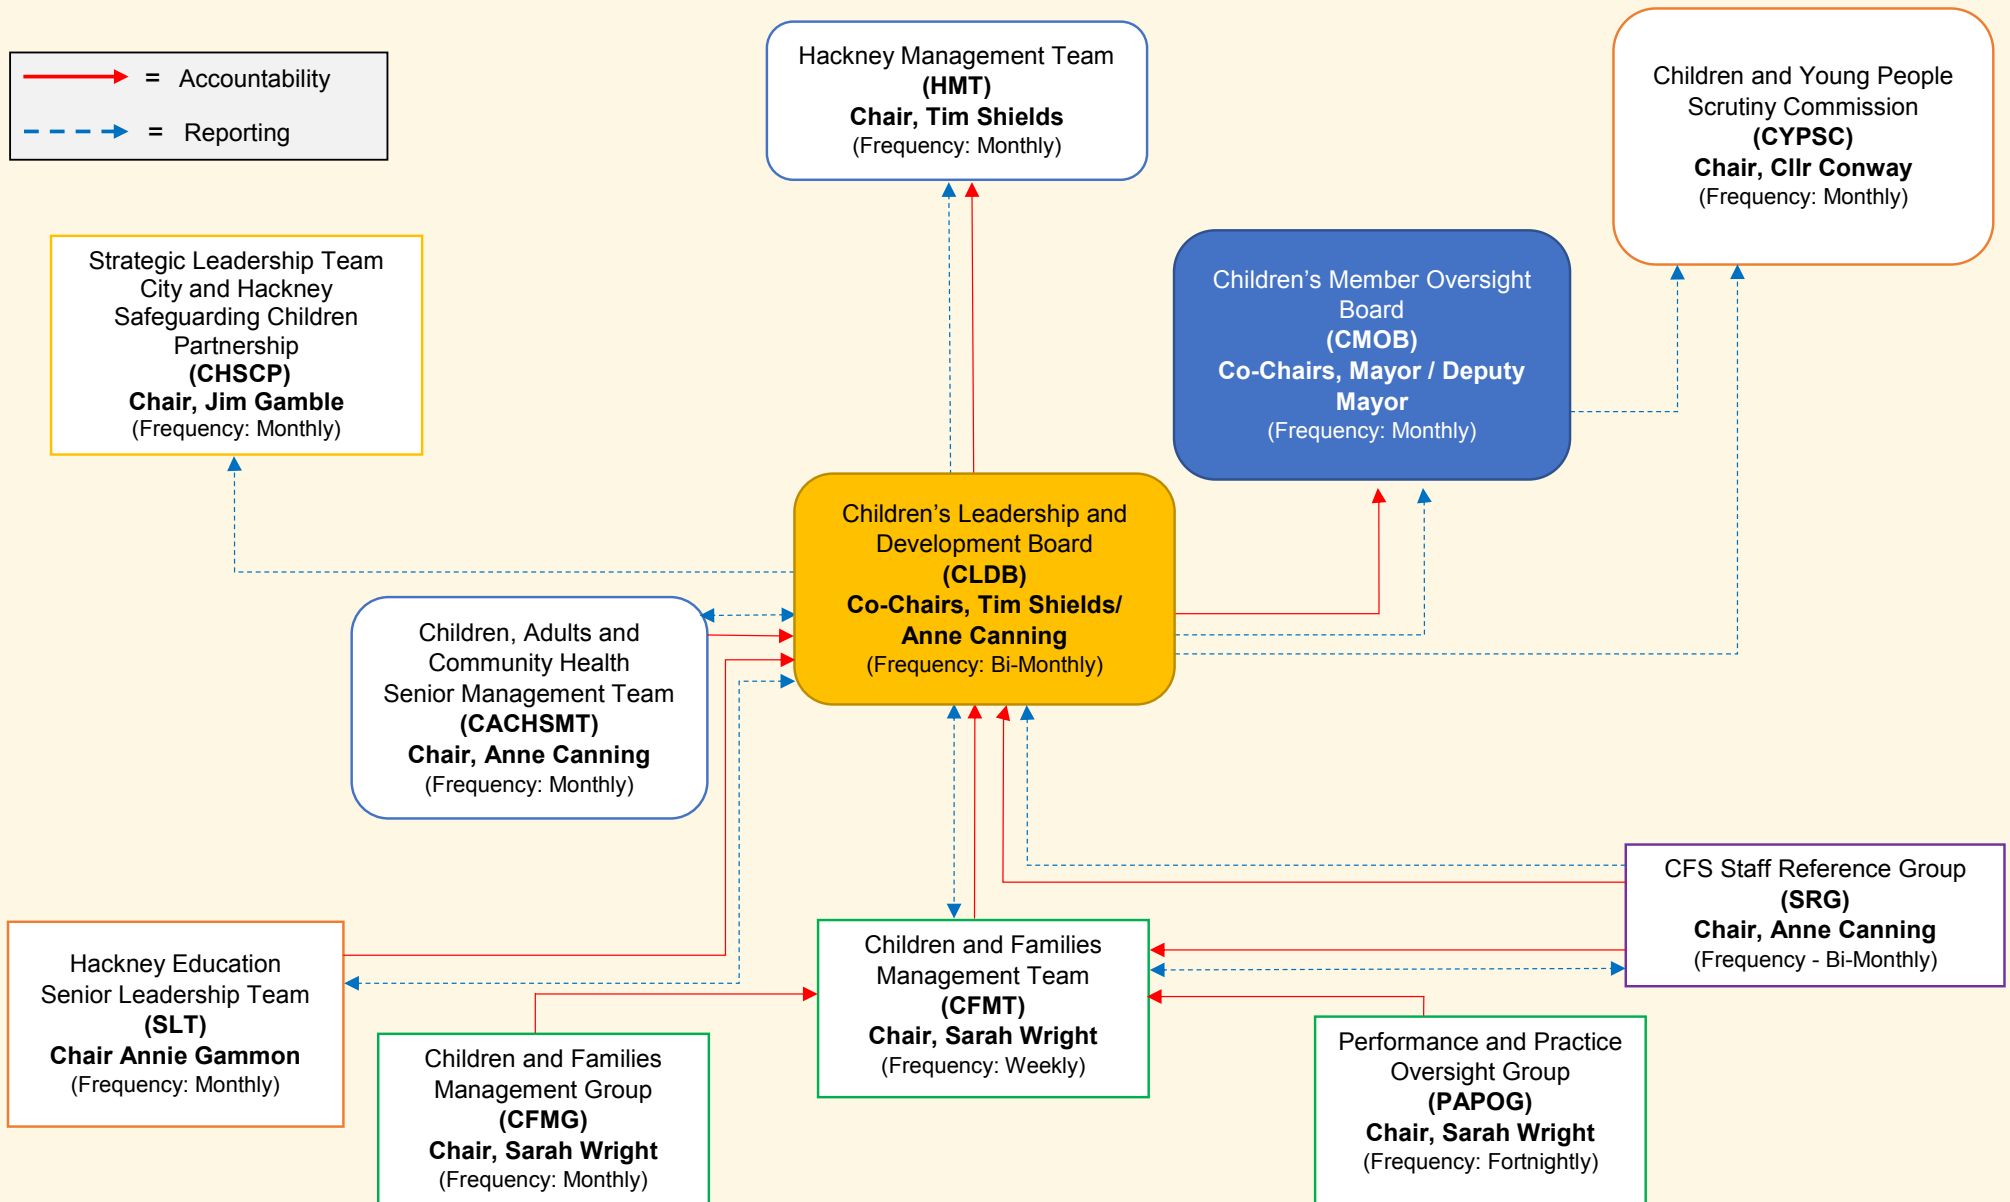 = Accountability
= Reporting
Hackney Management Team
(HMT)
Chair, Tim Shields
(Frequency: Monthly)
Children and Young People
Scrutiny Commission
(CYPSC)
Chair, Cllr Conway
(Frequency: Monthly)
Strategic Leadership Team
City and Hackney
Safeguarding Children
Partnership
(CHSCP)
Chair, Jim Gamble
(Frequency: Monthly)
Children’s Member Oversight
Board
(CMOB)
Co-Chairs, Mayor / Deputy
Mayor
(Frequency: Monthly)
Children’s Leadership and
Development Board
(CLDB)
Co-Chairs, Tim Shields/
Anne Canning
(Frequency: Bi-Monthly)
Children, Adults and
Community Health
Senior Management Team
(CACHSMT)
Chair, Anne Canning
(Frequency: Monthly)
CFS Staff Reference Group
(SRG)
Chair, Anne Canning
(Frequency - Bi-Monthly)
Hackney Education
Senior Leadership Team
(SLT)
Chair Annie Gammon
(Frequency: Monthly)
Children and Families
Management Team
(CFMT)
Chair, Sarah Wright
(Frequency: Weekly)
Children and Families
Management Group
(CFMG)
Chair, Sarah Wright
(Frequency: Monthly)
Performance and Practice
Oversight Group
(PAPOG)
Chair, Sarah Wright
(Frequency: Fortnightly)